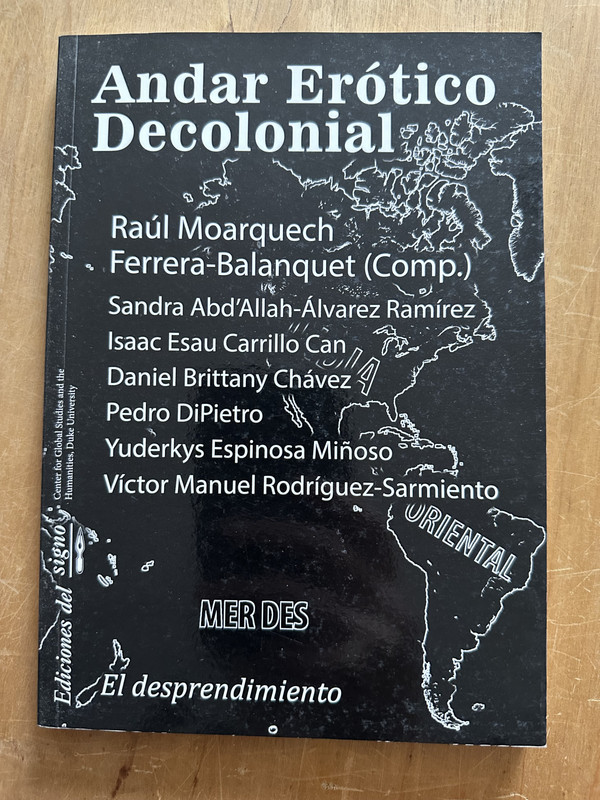 Andar Erótico
Decolonial
Raúl Moarquech
Ferrera-Balanquet (Comp.)
Sandra Abd’Allah-Álvarez Ramírez
Isaac Esau Carrillo Can
Daniel Brittany Chávez
Pedro DiPietro
Yuderkys Espinosa Miñoso
Víctor Manuel Rodríguez-Sarmiento
ORIENTAL
MER DES
El desprendimiento
Ediciones del signo
Center for Global Studies and the
Humanities, Duke University